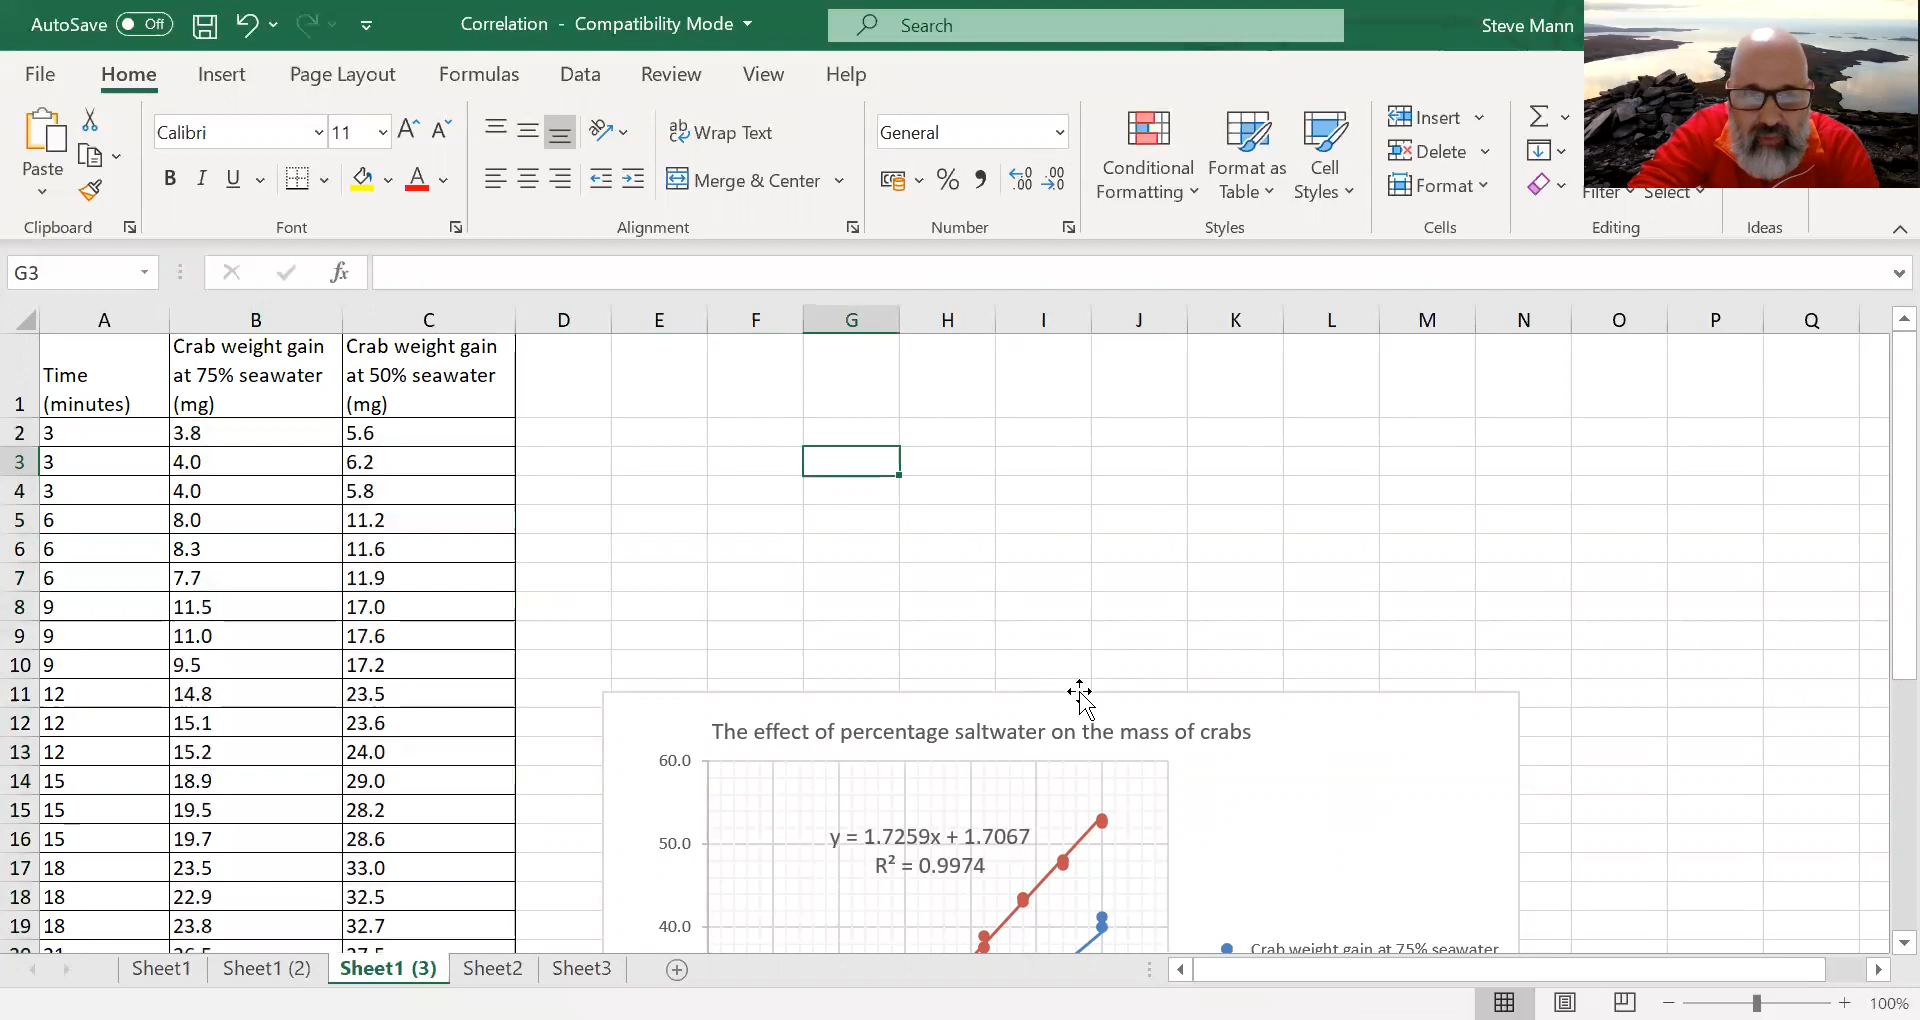 AutoSave Off Correlation - Compatibility Mode Search Steve Mann
File Home Insert Page Layout Formulas Data Review View Help
Calibri 11 ab Wrap Text General Insert
Paste Conditional Format as Cell Delete
B I U A Merge & Center % Formatting Table Styles Format Filter Select
Clipboard Font Alignment Number Styles Cells Editing Ideas
G3 fx
A B C D E F G H I J K L M N O P Q
1 Time (minutes) Crab weight gain at 75% seawater (mg) Crab weight gain at 50% seawater (mg)
2 3 3.8 5.6
3 3 4.0 6.2
4 3 4.0 5.8
5 6 8.0 11.2
6 6 8.3 11.6
7 6 7.7 11.9
8 9 11.5 17.0
9 9 11.0 17.6
10 9 9.5 17.2
11 12 14.8 23.5
12 12 15.1 23.6
13 12 15.2 24.0
14 15 18.9 29.0
15 15 19.5 28.2
16 15 19.7 28.6
17 18 23.5 33.0
18 18 22.9 32.5
19 18 23.8 32.7
The effect of percentage saltwater on the mass of crabs
60.0
y = 1.7259x + 1.7067
50.0
R² = 0.9974
40.0
Crab weight gain at 75% seawater
Sheet1 Sheet1 (2) Sheet1 (3) Sheet2 Sheet3
100%